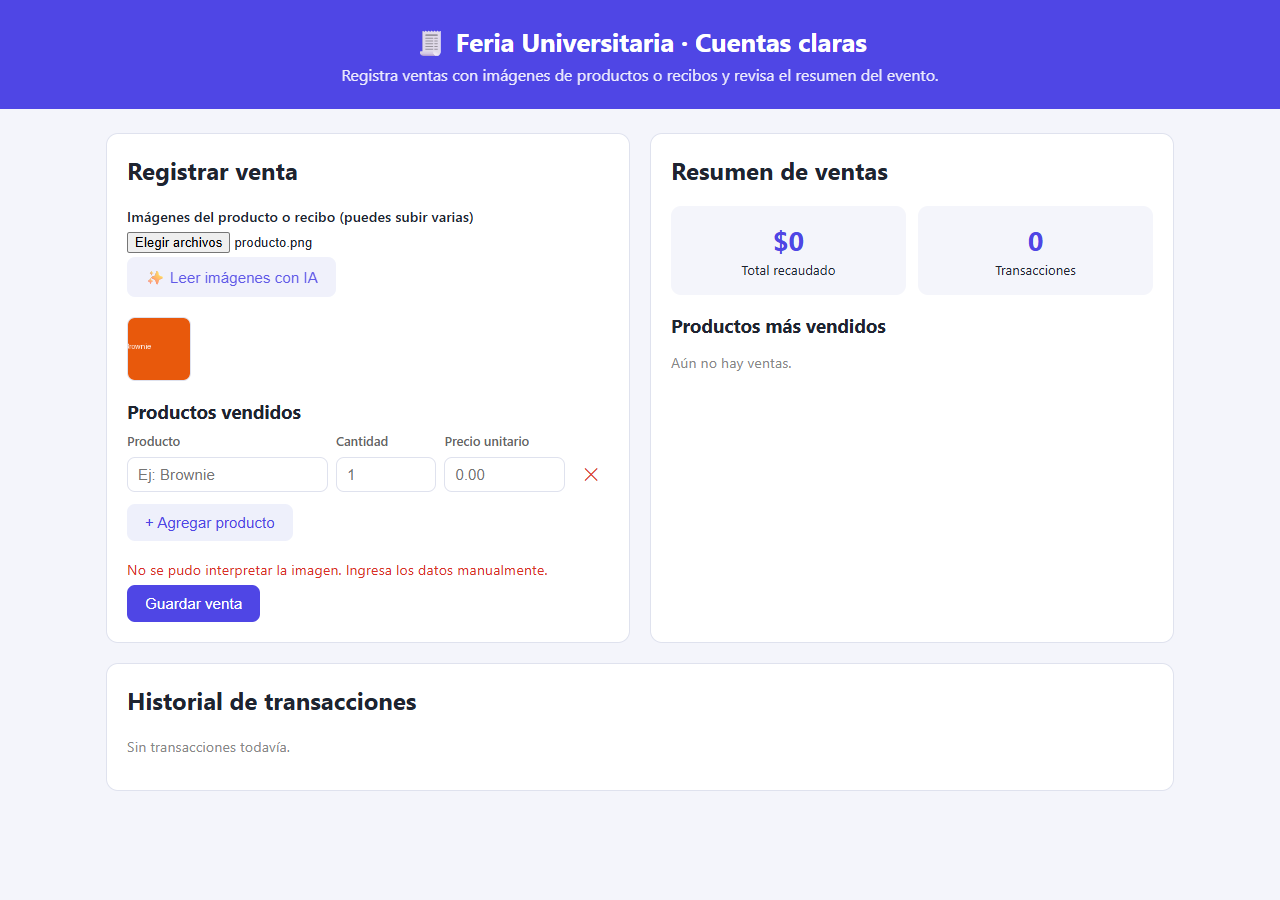 Feria Universitaria · Cuentas claras
Registra ventas con imágenes de productos o recibos y revisa el resumen del evento.
Registrar venta
Imágenes del producto o recibo (puedes subir varias)
Elegir archivos producto.png
✨ Leer imágenes con IA
Productos vendidos
Producto Cantidad Precio unitario
Ej: Brownie 1 0.00
+ Agregar producto
No se pudo interpretar la imagen. Ingresa los datos manualmente.
Guardar venta
Resumen de ventas
$0 0
Total recaudado Transacciones
Productos más vendidos
Aún no hay ventas.
Historial de transacciones
Sin transacciones todavía.